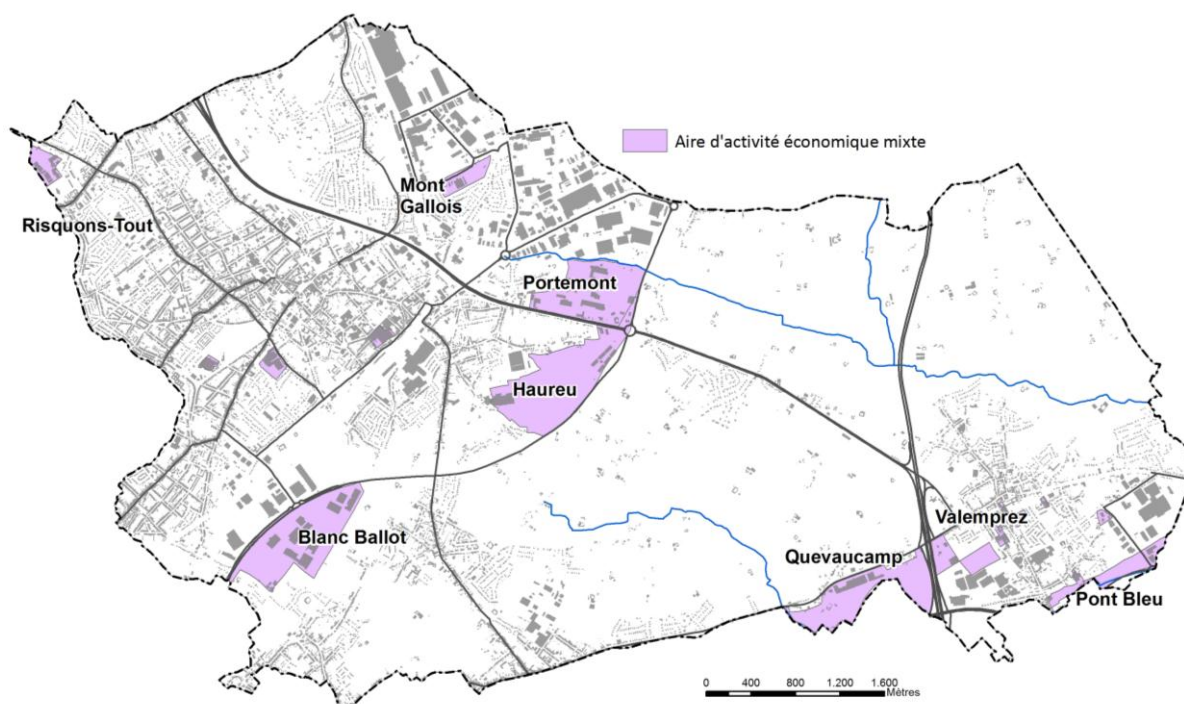 Aire d'activité économique mixte
Mont
Gallois
Risquons-Tout
Portemont
Haureu
Blanc Ballot
Valemprez
Quevaucamp
Pont Bleu
0 400 800 1.200 1.600
Mètres